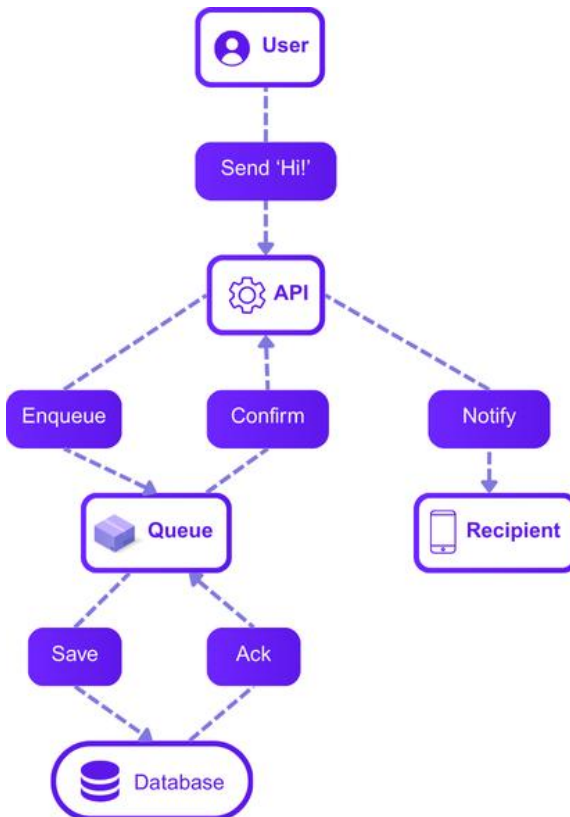 User
Send ‘Hi!’
API
Enqueue
Confirm
Notify
Queue
Recipient
Save
Ack
Database